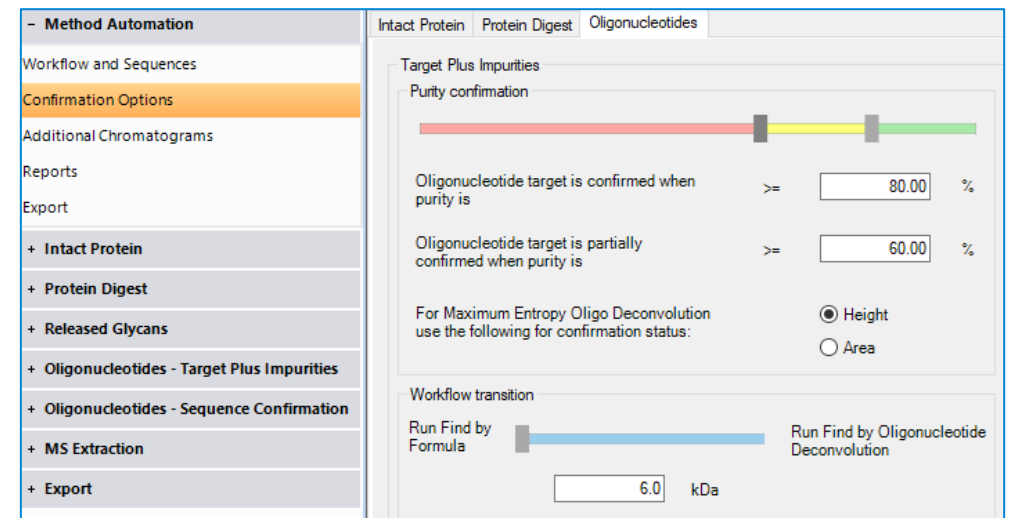 – Method Automation
Workflow and Sequences
Confirmation Options
Additional Chromatograms
Reports
Export
+ Intact Protein
+ Protein Digest
+ Released Glycans
+ Oligonucleotides - Target Plus Impurities
+ Oligonucleotides - Sequence Confirmation
+ MS Extraction
+ Export
Intact Protein Protein Digest Oligonucleotides
Target Plus Impurities
Purity confirmation
Oligonucleotide target is confirmed when
purity is
>= 80.00 %
Oligonucleotide target is partially
confirmed when purity is
>= 60.00 %
For Maximum Entropy Oligo Deconvolution
use the following for confirmation status:
Height
Area
Workflow transition
Run Find by
Formula
Run Find by Oligonucleotide
Deconvolution
6.0 kDa